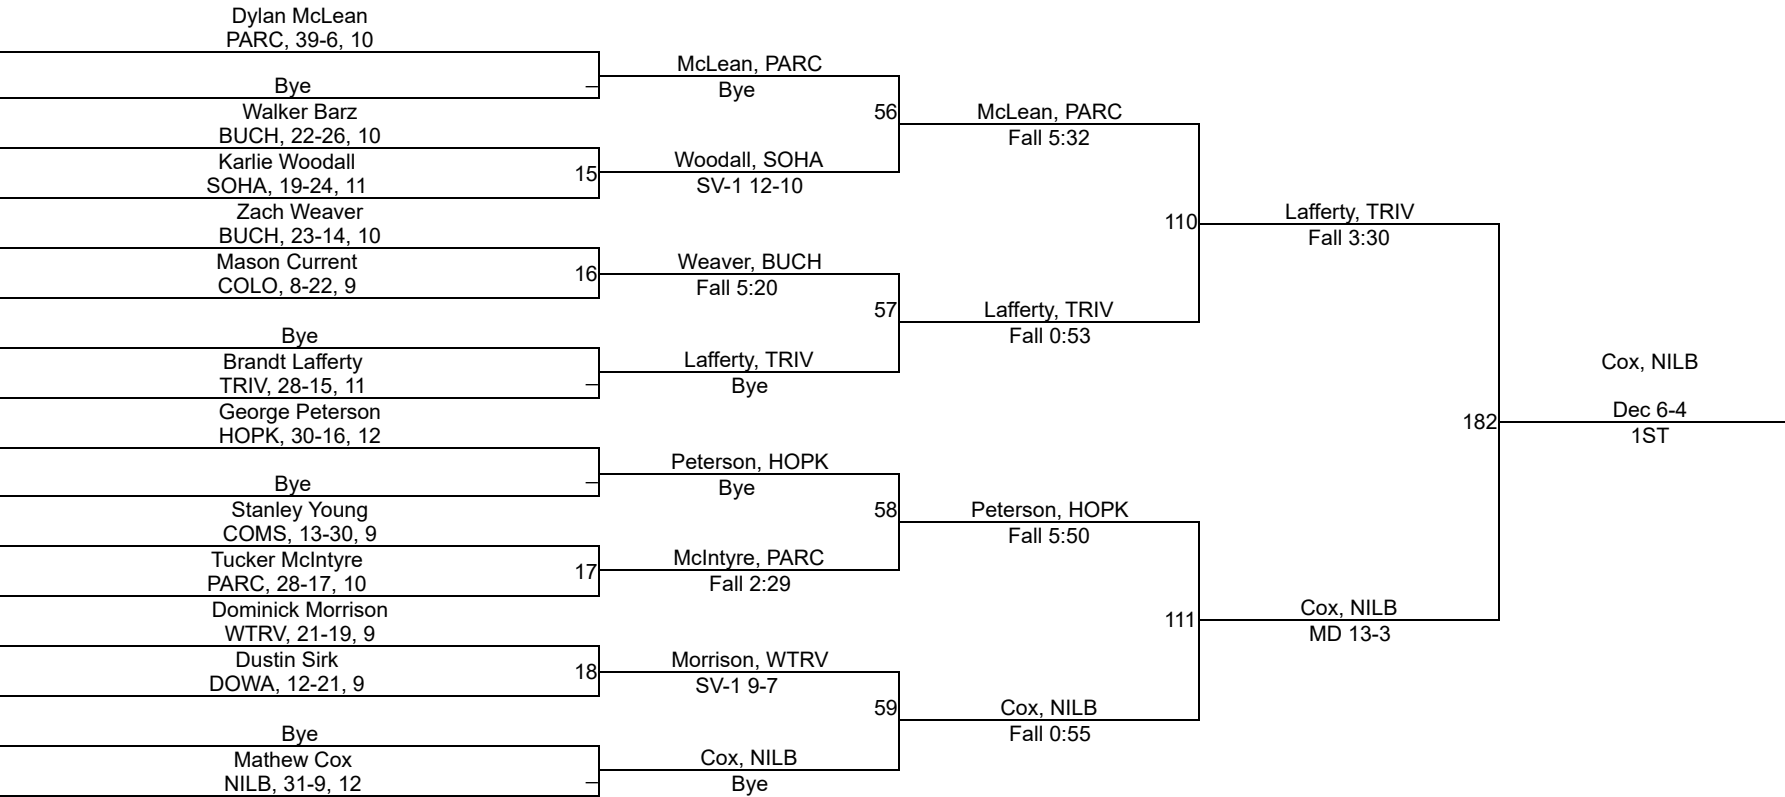 Dylan McLean
PARC, 39-6, 10
Bye
–
Walker Barz
BUCH, 22-26, 10
Karlie Woodall
SOHA, 19-24, 11
15
Zach Weaver
BUCH, 23-14, 10
Mason Current
COLO, 8-22, 9
16
Bye
Brandt Lafferty
TRIV, 28-15, 11
–
George Peterson
HOPK, 30-16, 12
Bye
–
Stanley Young
COMS, 13-30, 9
Tucker McIntyre
PARC, 28-17, 10
17
Dominick Morrison
WTRV, 21-19, 9
Dustin Sirk
DOWA, 12-21, 9
18
Bye
Mathew Cox
NILB, 31-9, 12
–
McLean, PARC
Bye
56
Woodall, SOHA
SV-1 12-10
Weaver, BUCH
Fall 5:20
57
Lafferty, TRIV
Bye
Peterson, HOPK
Bye
58
McIntyre, PARC
Fall 2:29
Morrison, WTRV
SV-1 9-7
59
Cox, NILB
Bye
McLean, PARC
Fall 5:32
110
Lafferty, TRIV
Fall 0:53
Peterson, HOPK
Fall 5:50
111
Cox, NILB
Fall 0:55
Lafferty, TRIV
Fall 3:30
182
Cox, NILB
MD 13-3
Cox, NILB
Dec 6-4
1ST